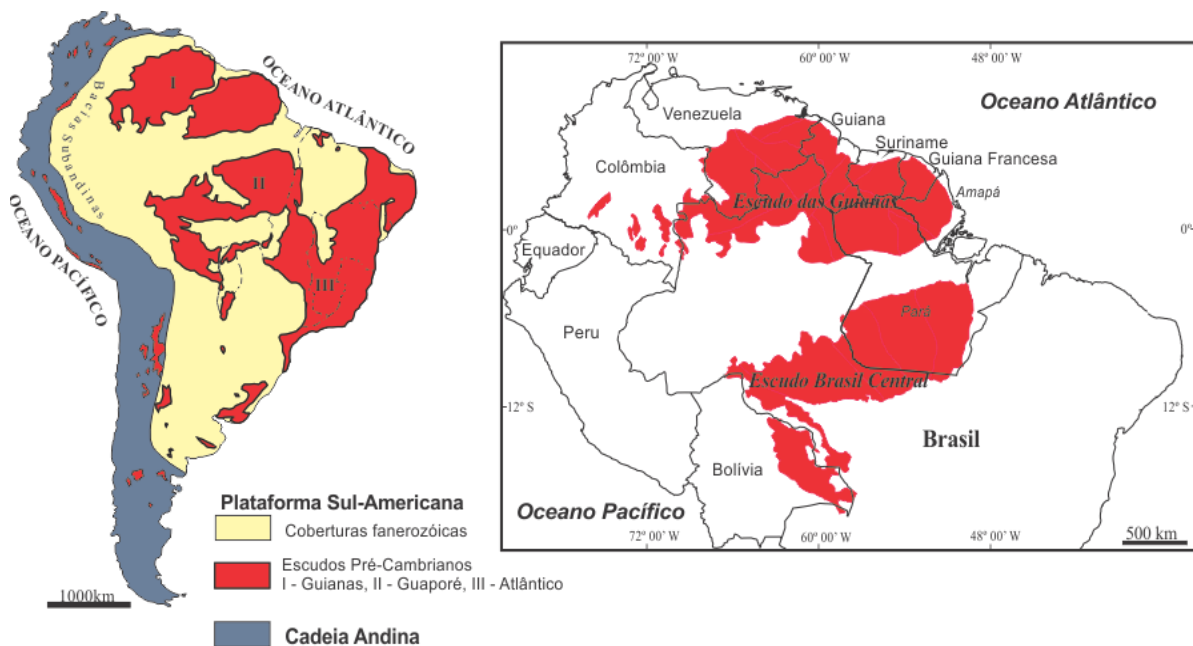 OCEANO ATLÂNTICO
I
Bacias Subandinas
II
OCEANO PACÍFICO
III
Plataforma Sul-Americana
Coberturas fanerozóicas
Escudos Pré-Cambrianos
I - Guianas, II - Guaporé, III - Atlântico
1000km
Cadeia Andina
72° 00' W
60° 00' W
48° 00' W
Oceano Atlântico
Venezuela
Guiana
Suriname
Guiana Francesa
Colômbia
Amapá
Escudo das Guianas
0°
0°
Equador
Peru
Pará
Escudo Brasil Central
12° S
12° S
Brasil
Bolívia
Oceano Pacífico
500 km
72° 00' W
60° 00' W
48° 00' W